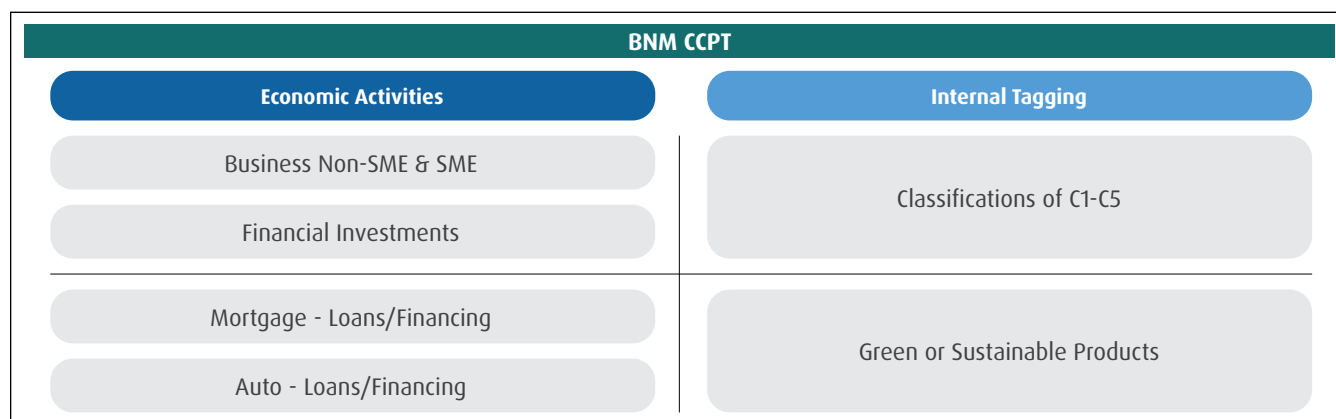 BNM CCPT
Economic Activities
Internal Tagging
Business Non-SME & SME
Financial Investments
Classifications of C1-C5
Mortgage - Loans/Financing
Auto - Loans/Financing
Green or Sustainable Products